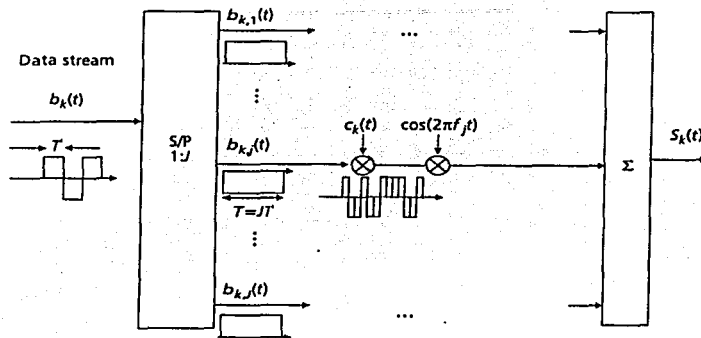 b_{k,1}(t)
...
Data stream
b_k(t)
T'
S/P
1:J
...
c_k(t)
cos(2πf_jt)
b_{k,j}(t)
T=JT'
Σ
S_k(t)
...
b_{k,J}(t)
...